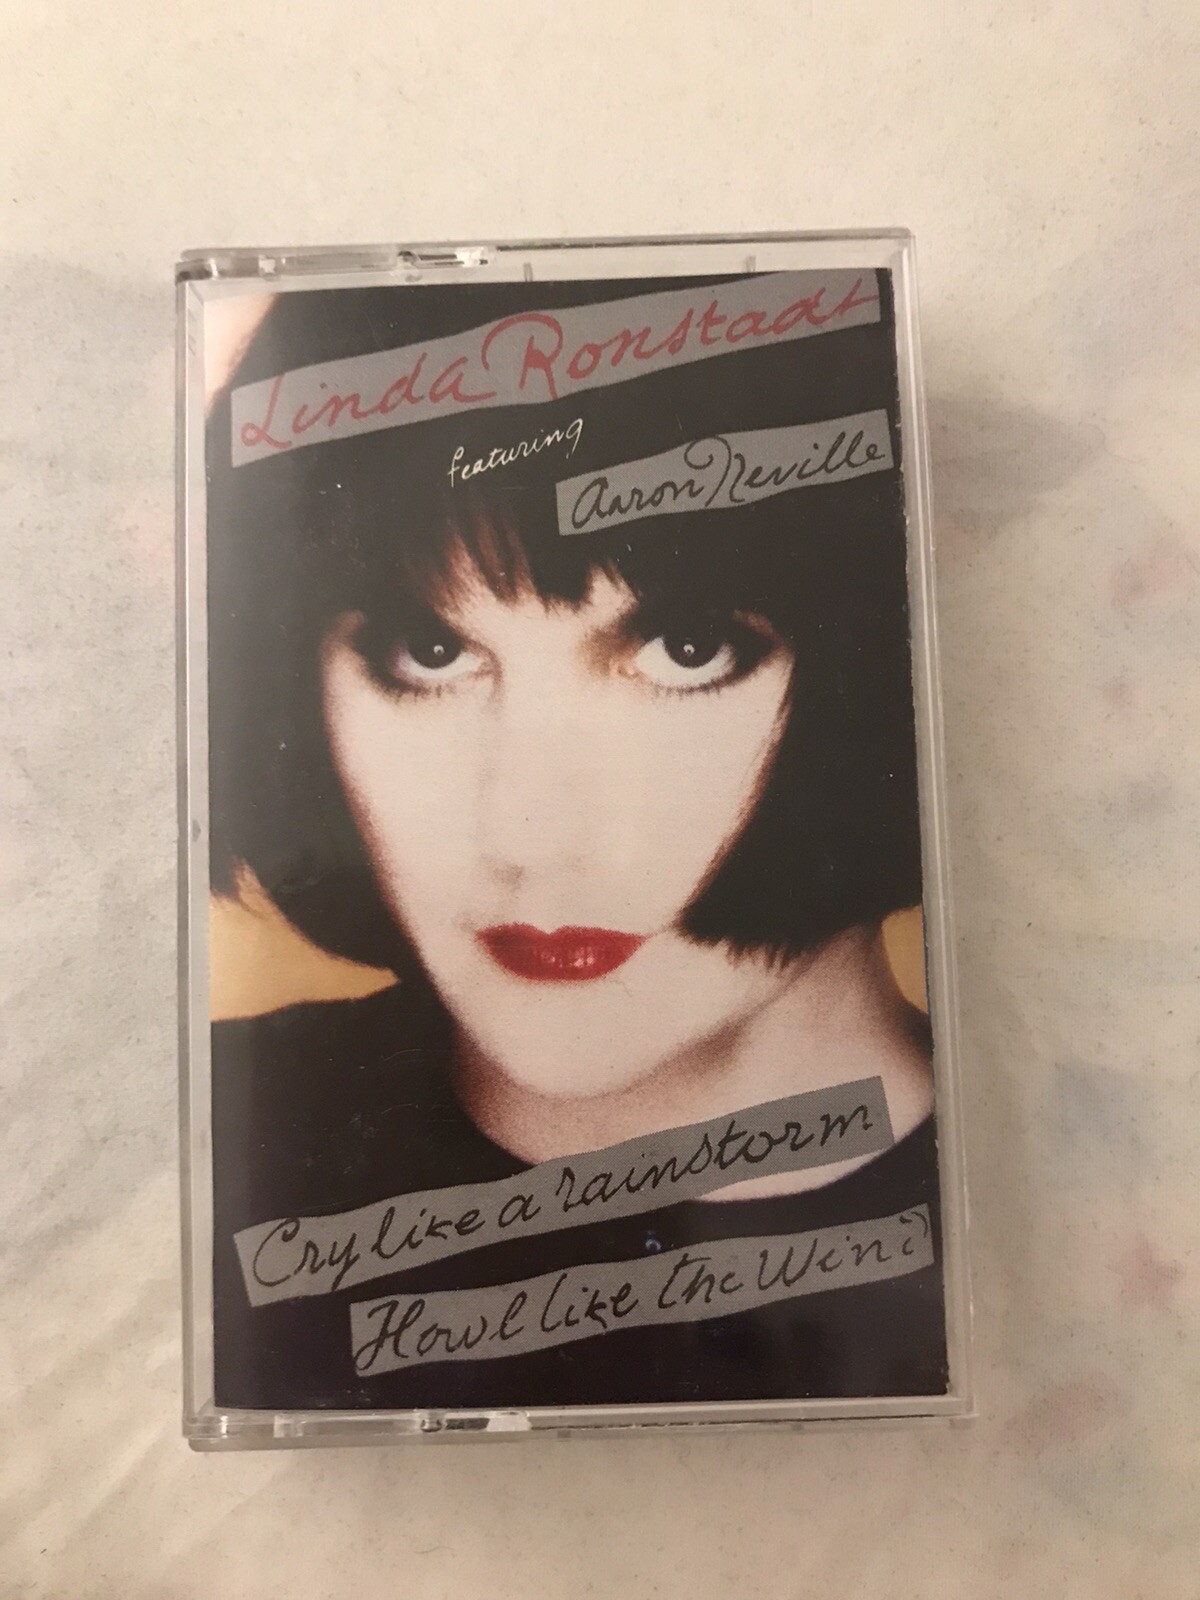 Linda Ronstadt
featuring
Aaron Neville
Cry like a rainstorm
Howl like the Wind